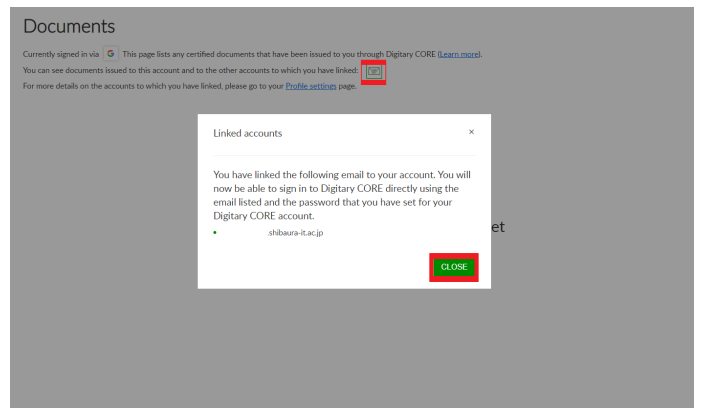 Documents
Currently signed in via G This page lists any certified documents that have been issued to you through Digitary CORE (Learn more).
You can see documents issued to this account and to the other accounts to which you have linked:
For more details on the accounts to which you have linked, please go to your Profile settings page.
Linked accounts ×
You have linked the following email to your account. You will
now be able to sign in to Digitary CORE directly using the
email listed and the password that you have set for your
Digitary CORE account.
• .shibaura-it.ac.jp
et
CLOSE